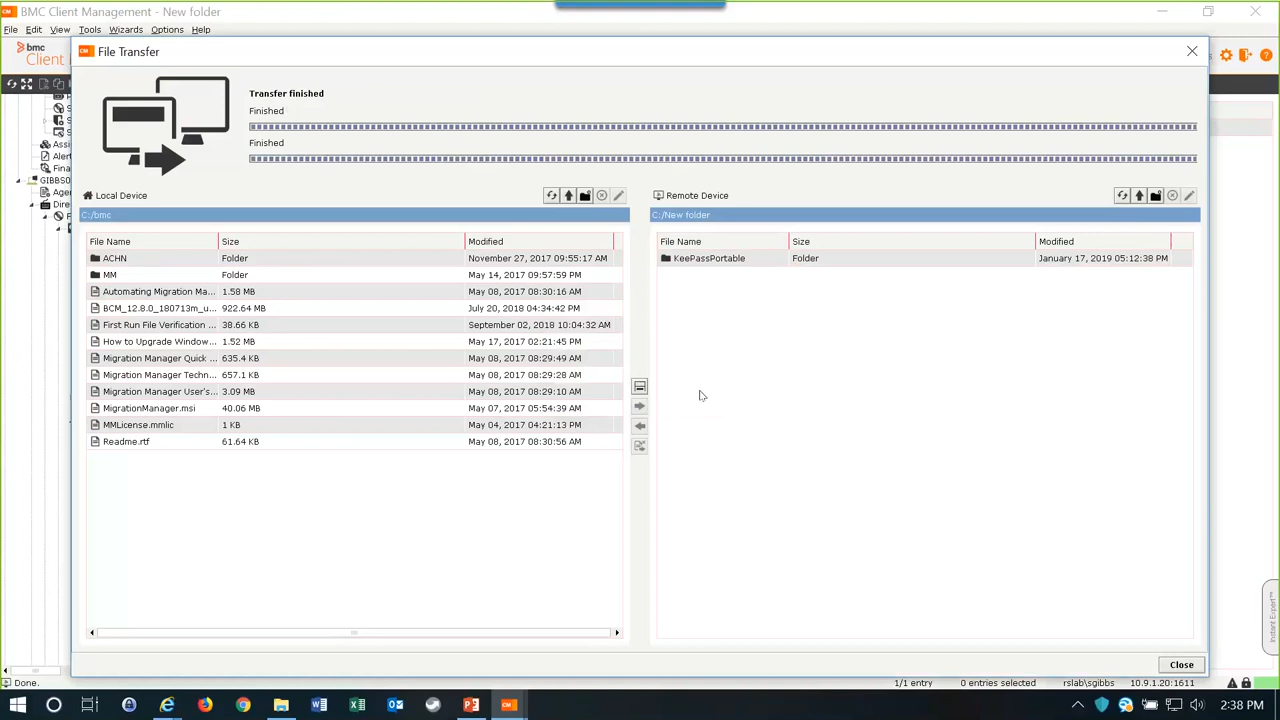 BMC Client Management - New folder
File Edit View Tools Wizards Options Help
bmc
Client
File Transfer
Transfer finished
Finished
Finished
Local Device
Remote Device
C:/bmc
C:/New folder
File Name Size Modified
ACHN Folder November 27, 2017 09:55:17 AM
MM Folder May 14, 2017 09:57:59 PM
Automating Migration Ma... 1.58 MB May 08, 2017 08:30:16 AM
BCM_12.8.0_180713m_u... 922.64 MB July 20, 2018 04:34:42 PM
First Run File Verification ... 38.66 KB September 02, 2018 10:04:32 AM
How to Upgrade Window... 1.52 MB May 17, 2017 02:21:45 PM
Migration Manager Quick ... 635.4 KB May 08, 2017 08:29:49 AM
Migration Manager Techn... 657.1 KB May 08, 2017 08:29:28 AM
Migration Manager User's... 3.09 MB May 08, 2017 08:29:10 AM
MigrationManager.msi 40.06 MB May 07, 2017 05:54:39 AM
MMLicense.mmlic 1 KB May 04, 2017 04:21:13 PM
Readme.rtf 61.64 KB May 08, 2017 08:30:56 AM
File Name Size Modified
KeePassPortable Folder January 17, 2019 05:12:38 PM
Assi
Alert
Fina
GIBBS0
Agen
Dire
Instant Expert™
Close
Done.
1/1 entry 0 entries selected rslab\sgibbs 10.9.1.20:1611
2:38 PM